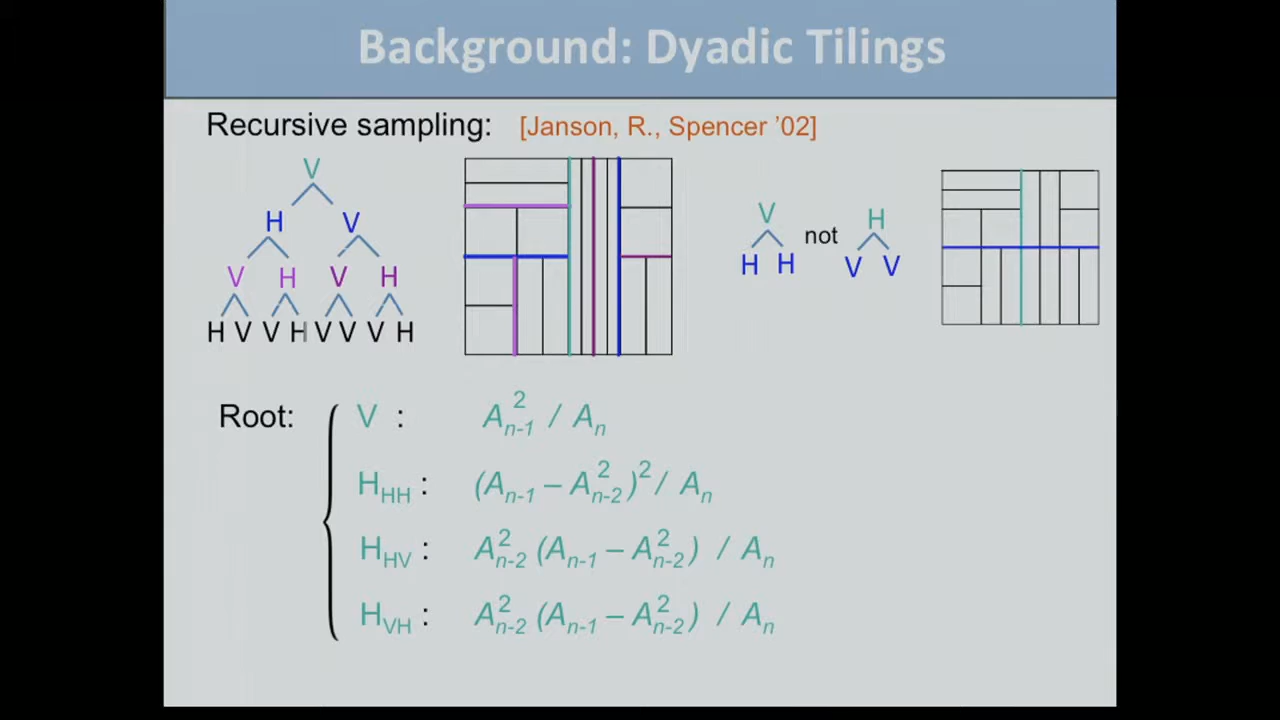 Background: Dyadic Tilings
Recursive sampling: [Janson, R., Spencer ’02]
V
H V
V H V H
H V V H V V V H
V not H
H H V V
Root: V : A²ₙ₋₁ / Aₙ
H_HH : (Aₙ₋₁ – A²ₙ₋₂)² / Aₙ
H_HV : A²ₙ₋₂ (Aₙ₋₁ – A²ₙ₋₂) / Aₙ
H_VH : A²ₙ₋₂ (Aₙ₋₁ – A²ₙ₋₂) / Aₙ